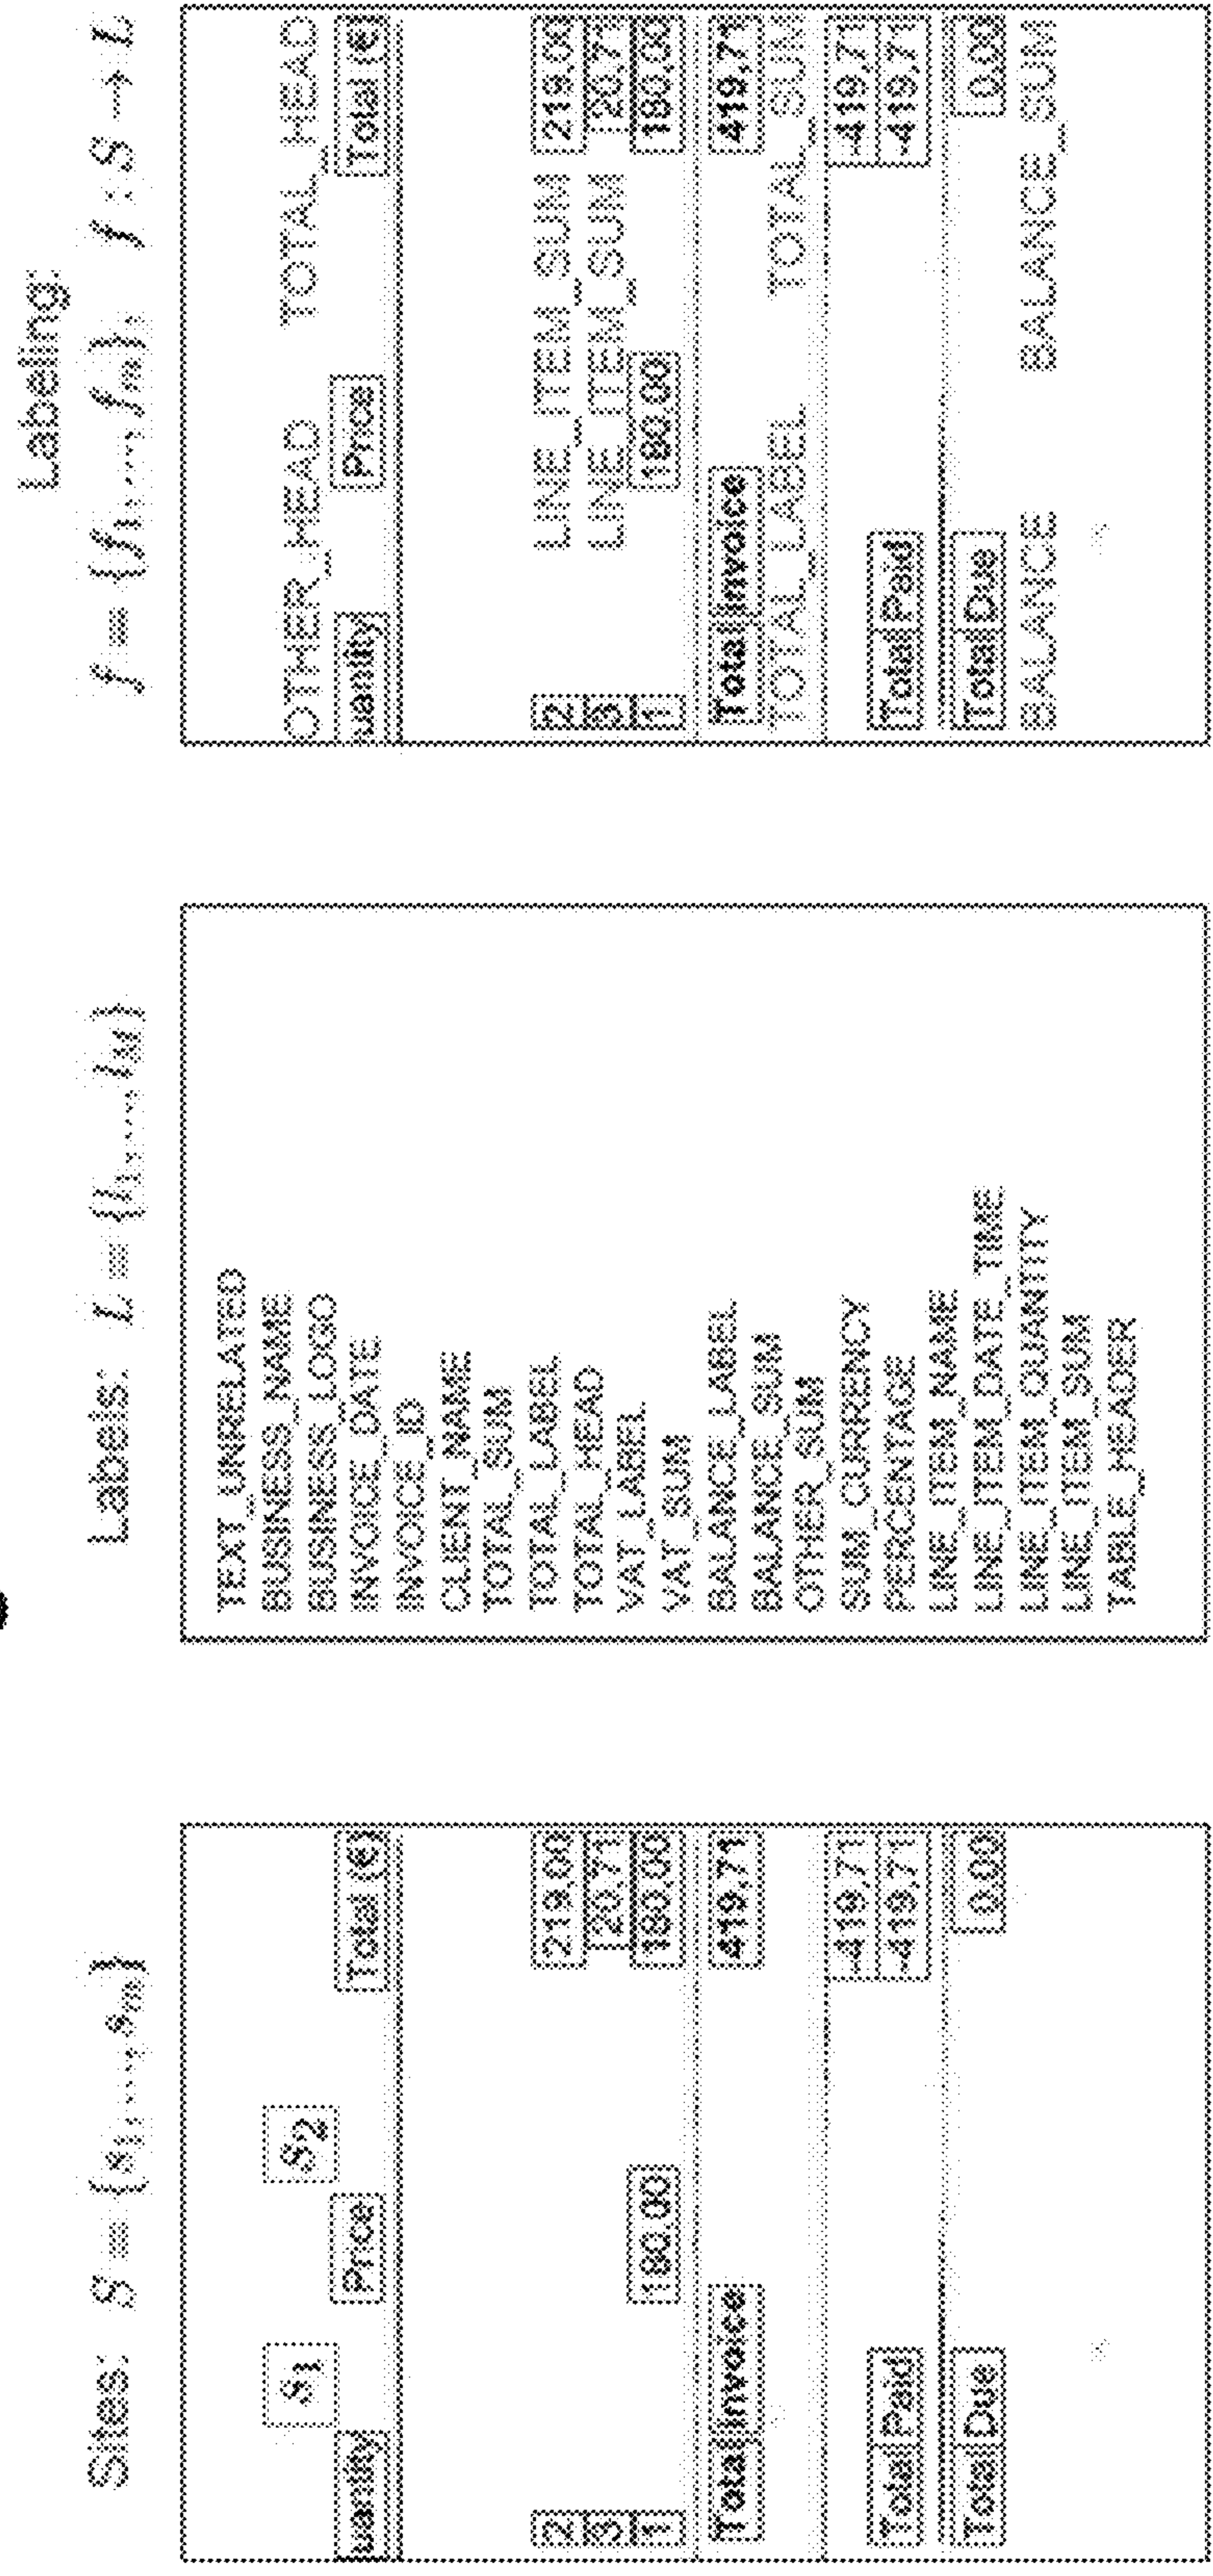 Sites: S = {s1, ..., sm}
S1 S2
uantity Price Total (€)
2 219.00
3 20.71
1 180.00 180.00
Total Invoice 419.71
-419.71
Total Paid -419.71
Total Due 0.00
Labels: L = {l1, ..., lM}
TEXT_UNRELATED
BUSINESS_NAME
BUSINESS_LOGO
INVOICE_DATE
INVOICE_ID
CLIENT_NAME
TOTAL_SUM
TOTAL_LABEL
TOTAL_HEAD
VAT_LABEL
VAT_SUM
BALANCE_LABEL
BALANCE_SUM
OTHER_SUM
SUM_CURRENCY
PERCENTAGE
LINE_ITEM_NAME
LINE_ITEM_DATE_TIME
LINE_ITEM_QUANTITY
LINE_ITEM_SUM
TABLE_HEADER
Labeling:
f = {f1, ..., fm}; f : S → L
OTHER_HEAD TOTAL_HEAD
uantity Price Total (€)
2 LINE_ITEM_SUM 219.00
3 LINE_ITEM_SUM 20.71
1 180.00 180.00
Total Invoice 419.71
TOTAL_LABEL TOTAL_SUM
-419.71
Total Paid -419.71
Total Due 0.00
BALANCE BALANCE_SUM